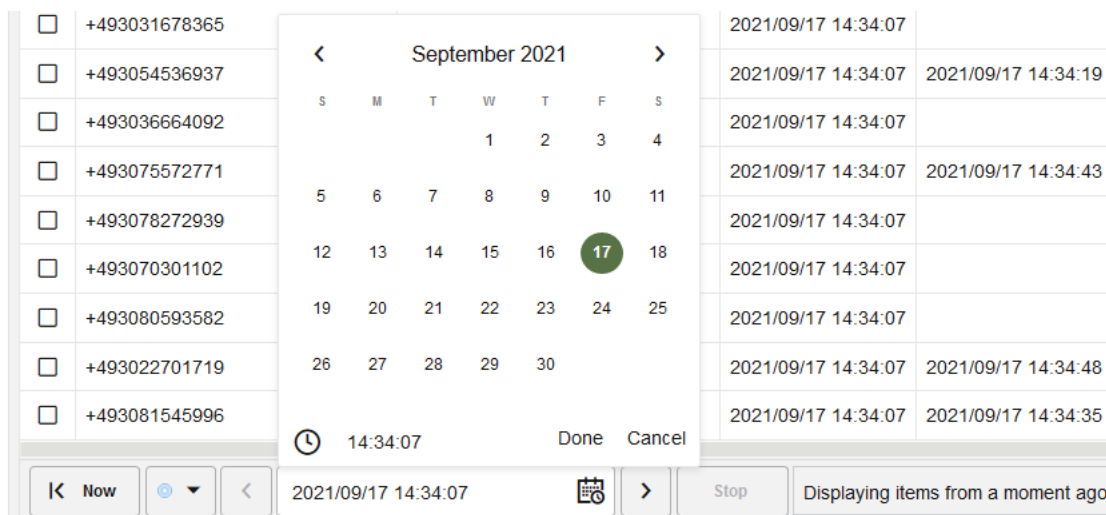 +493031678365 2021/09/17 14:34:07
+493054536937 2021/09/17 14:34:07 2021/09/17 14:34:19
+493036664092 2021/09/17 14:34:07
+493075572771 2021/09/17 14:34:07 2021/09/17 14:34:43
+493078272939 2021/09/17 14:34:07
+493070301102 2021/09/17 14:34:07
+493080593582 2021/09/17 14:34:07
+493022701719 2021/09/17 14:34:07 2021/09/17 14:34:48
+493081545996 2021/09/17 14:34:07 2021/09/17 14:34:35
September 2021
S M T W T F S
1 2 3 4
5 6 7 8 9 10 11
12 13 14 15 16 17 18
19 20 21 22 23 24 25
26 27 28 29 30
14:34:07 Done Cancel
Now 2021/09/17 14:34:07 Stop Displaying items from a moment ago